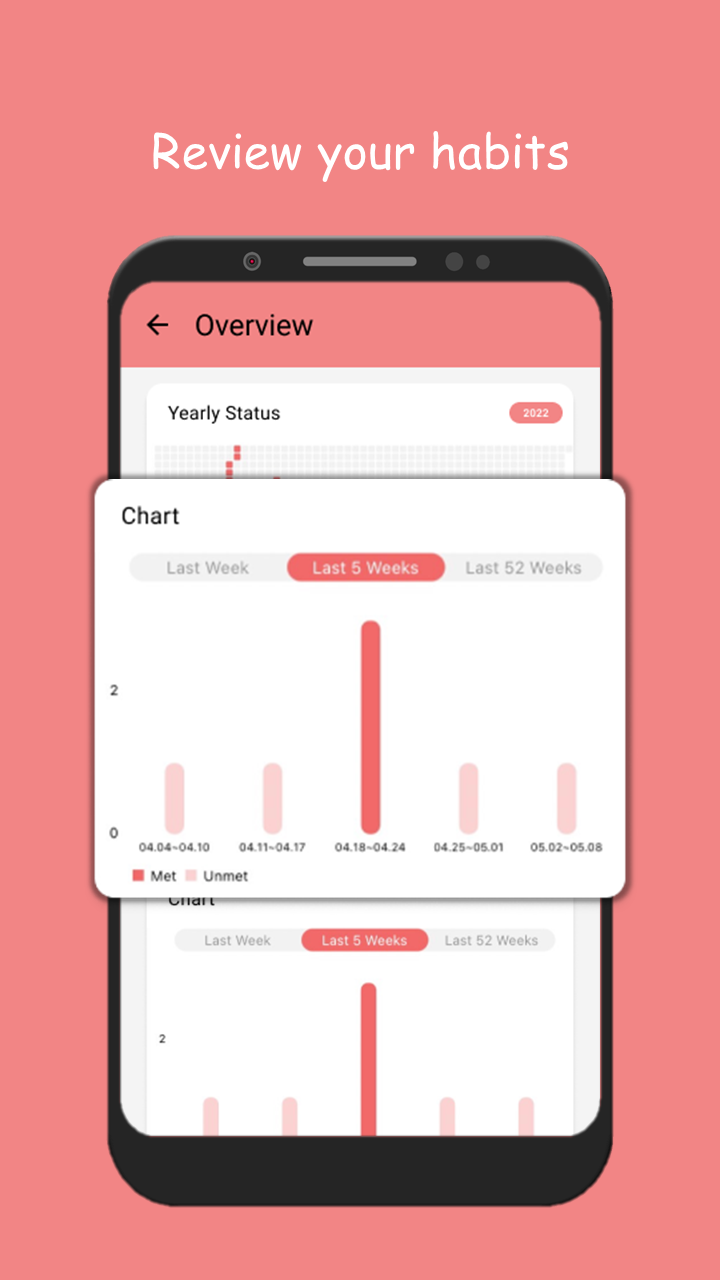 Review your habits
Overview
Yearly Status
2022
Chart
Last Week Last 5 Weeks Last 52 Weeks
2
0
04.04~04.10 04.11~04.17 04.18~04.24 04.25~05.01 05.02~05.08
Met Unmet
Chart
Last Week Last 5 Weeks Last 52 Weeks
2